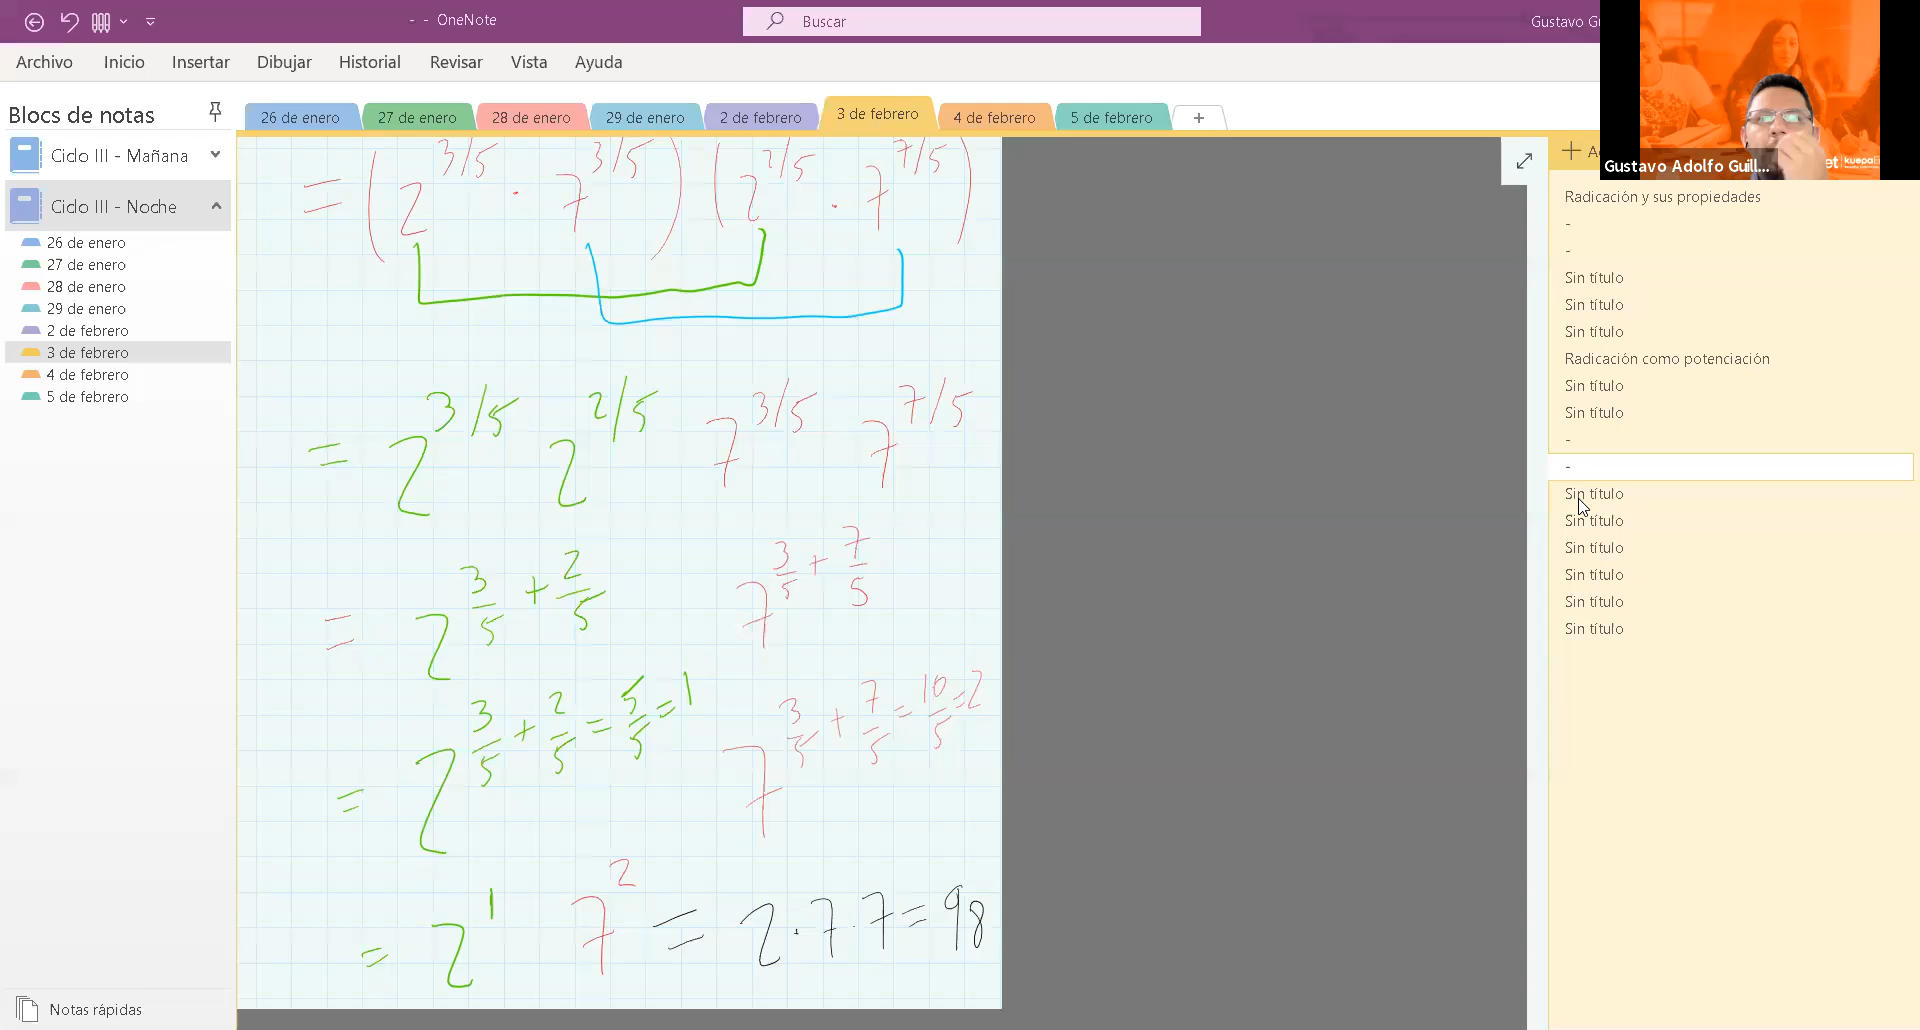 - - OneNote
Buscar
Gustavo Gu
Archivo Inicio Insertar Dibujar Historial Revisar Vista Ayuda
Blocs de notas
Ciclo III - Mañana
Ciclo III - Noche
26 de enero
27 de enero
28 de enero
29 de enero
2 de febrero
3 de febrero
4 de febrero
5 de febrero
Notas rápidas
26 de enero 27 de enero 28 de enero 29 de enero 2 de febrero 3 de febrero 4 de febrero 5 de febrero +
= (2^3/5 · 7^3/5) (2^2/5 · 7^7/5)
= 2^3/5 2^2/5 7^3/5 7^7/5
= 2^3/5 + 2/5 7^3/5 + 7/5
= 2^3/5 + 2/5 = 5/5 = 1 7^3/5 + 7/5 = 10/5 = 2
= 2^1 7^2 = 2·7·7 = 98
Gustavo Adolfo Guill...
et kuepa
Radicación y sus propiedades
-
-
Sin título
Sin título
Sin título
Radicación como potenciación
Sin título
Sin título
-
-
Sin título
Sin título
Sin título
Sin título
Sin título
Sin título